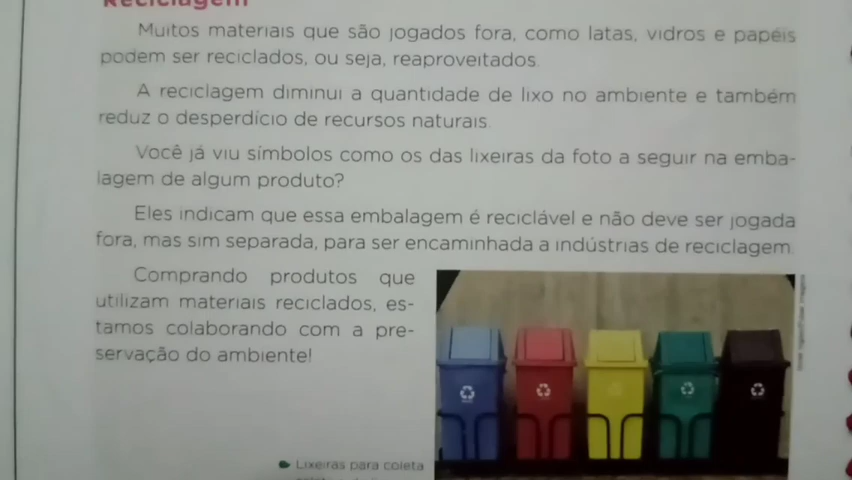 Reciclagem
Muitos materiais que são jogados fora, como latas, vidros e papéis
podem ser reciclados, ou seja, reaproveitados.
A reciclagem diminui a quantidade de lixo no ambiente e também
reduz o desperdício de recursos naturais.
Você já viu símbolos como os das lixeiras da foto a seguir na emba-
lagem de algum produto?
Eles indicam que essa embalagem é reciclável e não deve ser jogada
fora, mas sim separada, para ser encaminhada a indústrias de reciclagem.
Comprando produtos que
utilizam materiais reciclados, es-
tamos colaborando com a pre-
servação do ambiente!
Lixeiras para coleta